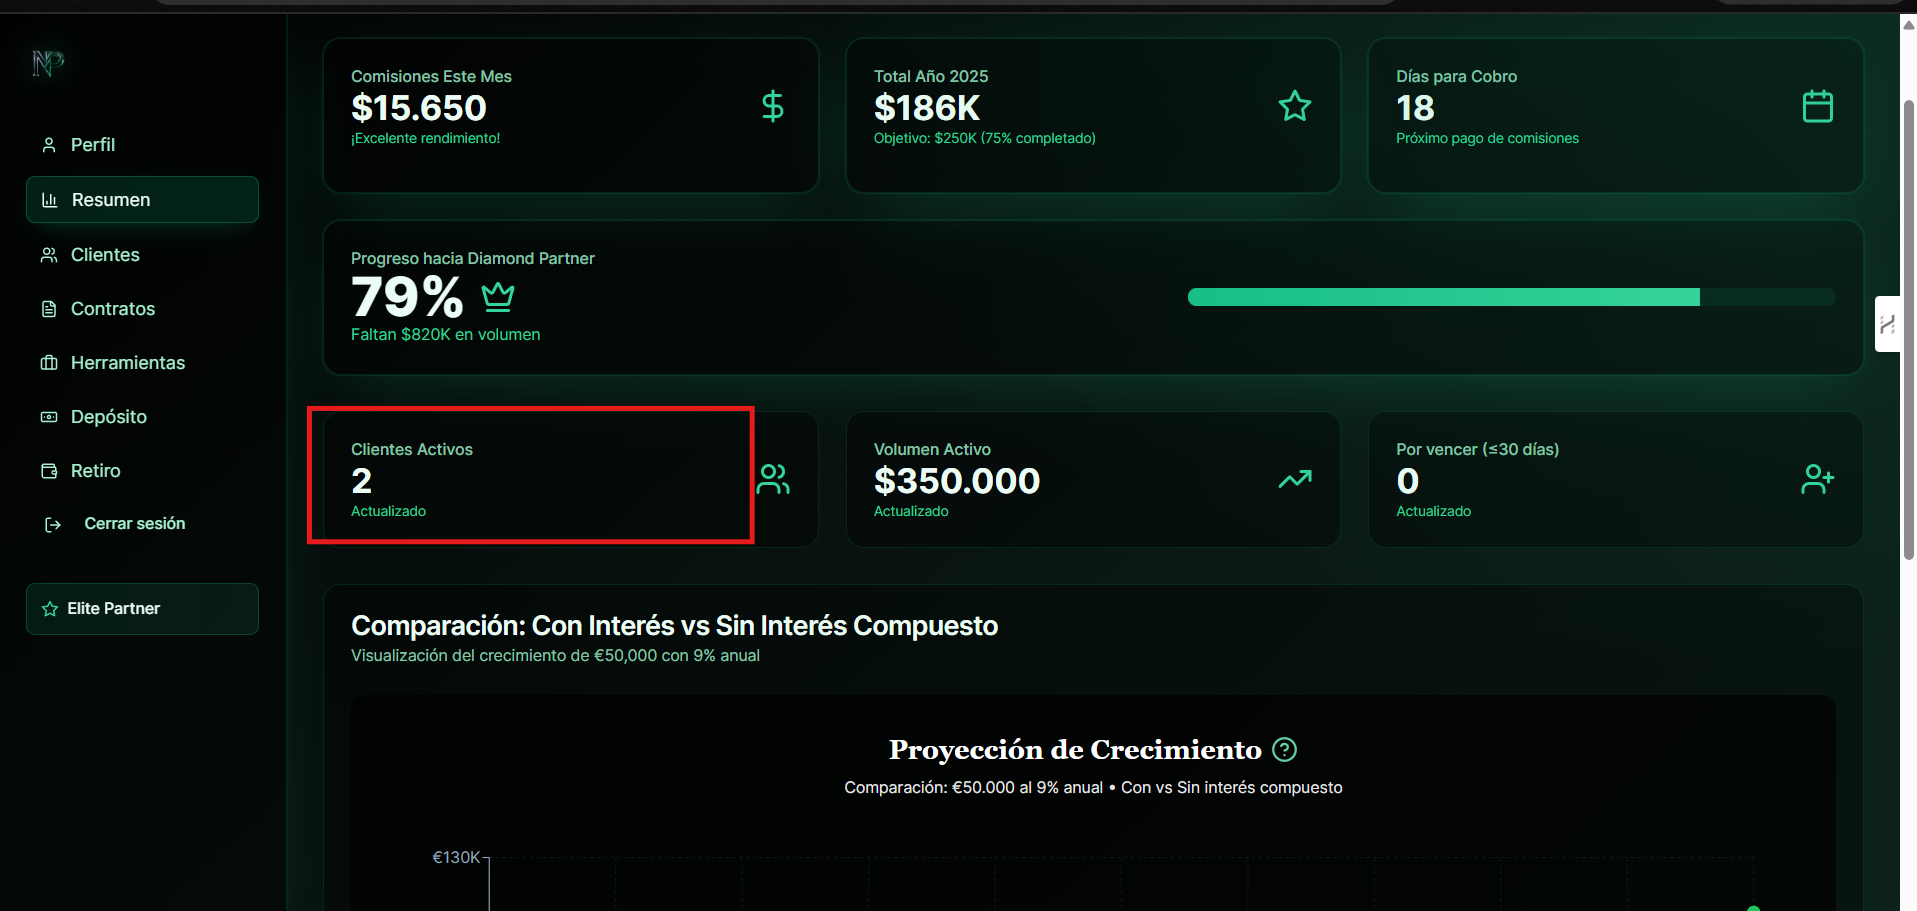 NP
Perfil
Resumen
Clientes
Contratos
Herramientas
Depósito
Retiro
Cerrar sesión
Elite Partner
Comisiones Este Mes
$15.650
¡Excelente rendimiento!
Total Año 2025
$186K
Objetivo: $250K (75% completado)
Días para Cobro
18
Próximo pago de comisiones
Progreso hacia Diamond Partner
79%
Faltan $820K en volumen
Clientes Activos
2
Actualizado
Volumen Activo
$350.000
Actualizado
Por vencer (≤30 días)
0
Actualizado
Comparación: Con Interés vs Sin Interés Compuesto
Visualización del crecimiento de €50,000 con 9% anual
Proyección de Crecimiento
Comparación: €50.000 al 9% anual • Con vs Sin interés compuesto
€130K